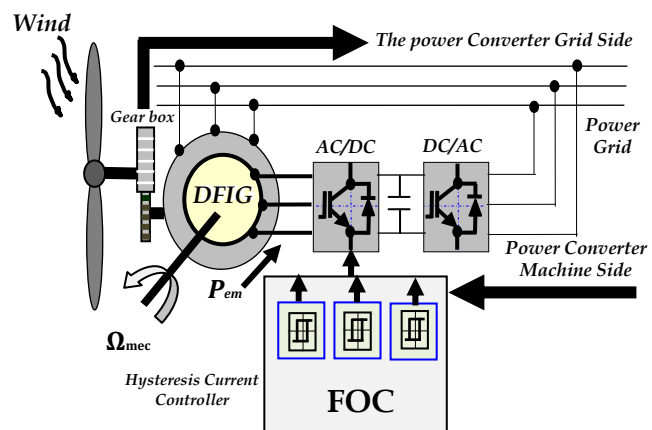 Wind
The power Converter Grid Side
Gear box
AC/DC
DC/AC
Power
Grid
DFIG
Power Converter
Machine Side
Pem
Ωmec
Hysteresis Current
Controller
FOC